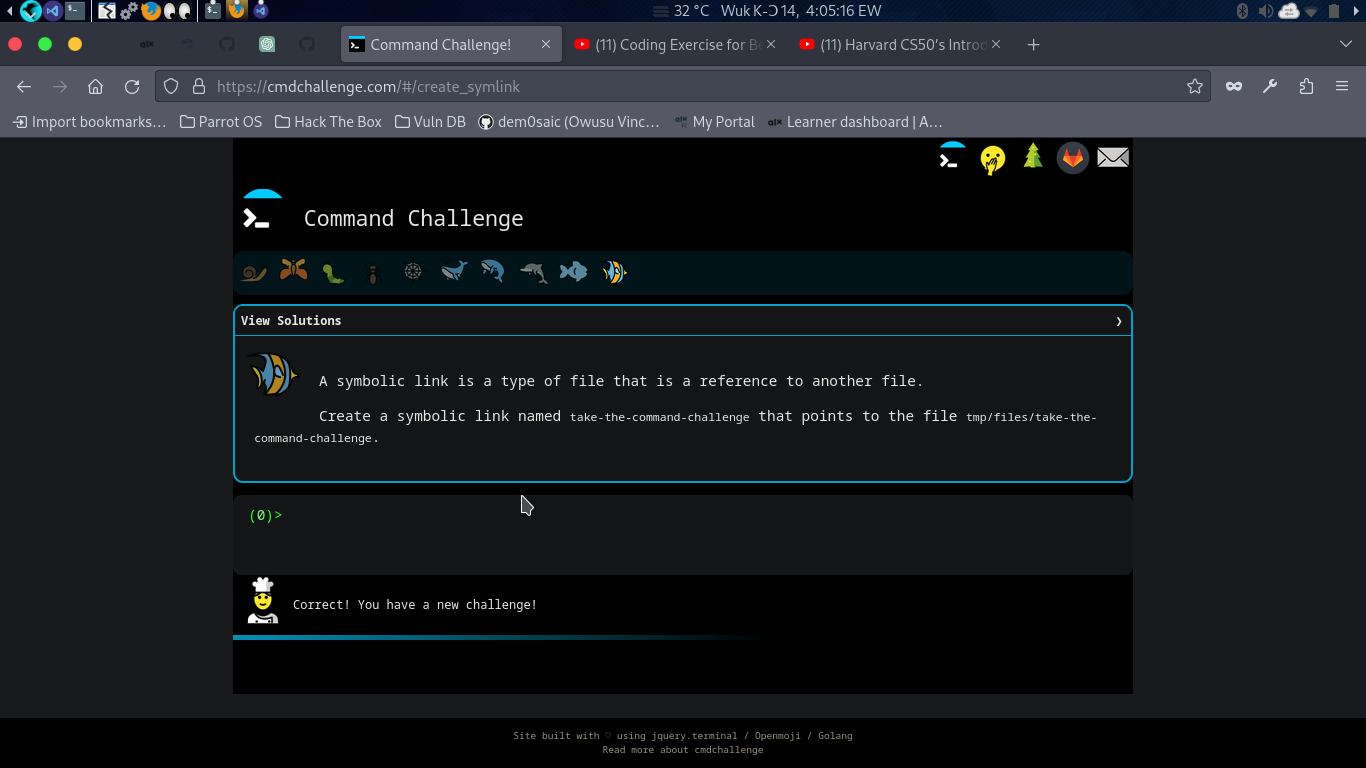 32 °C Wuk K-Ɔ 14, 4:05:16 EW
Command Challenge!
(11) Coding Exercise for Be
(11) Harvard CS50's Introd
https://cmdchallenge.com/#/create_symlink
Import bookmarks... Parrot OS Hack The Box Vuln DB dem0saic (Owusu Vinc... My Portal Learner dashboard | A...
Command Challenge
View Solutions
A symbolic link is a type of file that is a reference to another file.
Create a symbolic link named take-the-command-challenge that points to the file tmp/files/take-the-
command-challenge.
(0)>
Correct! You have a new challenge!
Site built with ♡ using jquery.terminal / Openmoji / Golang
Read more about cmdchallenge